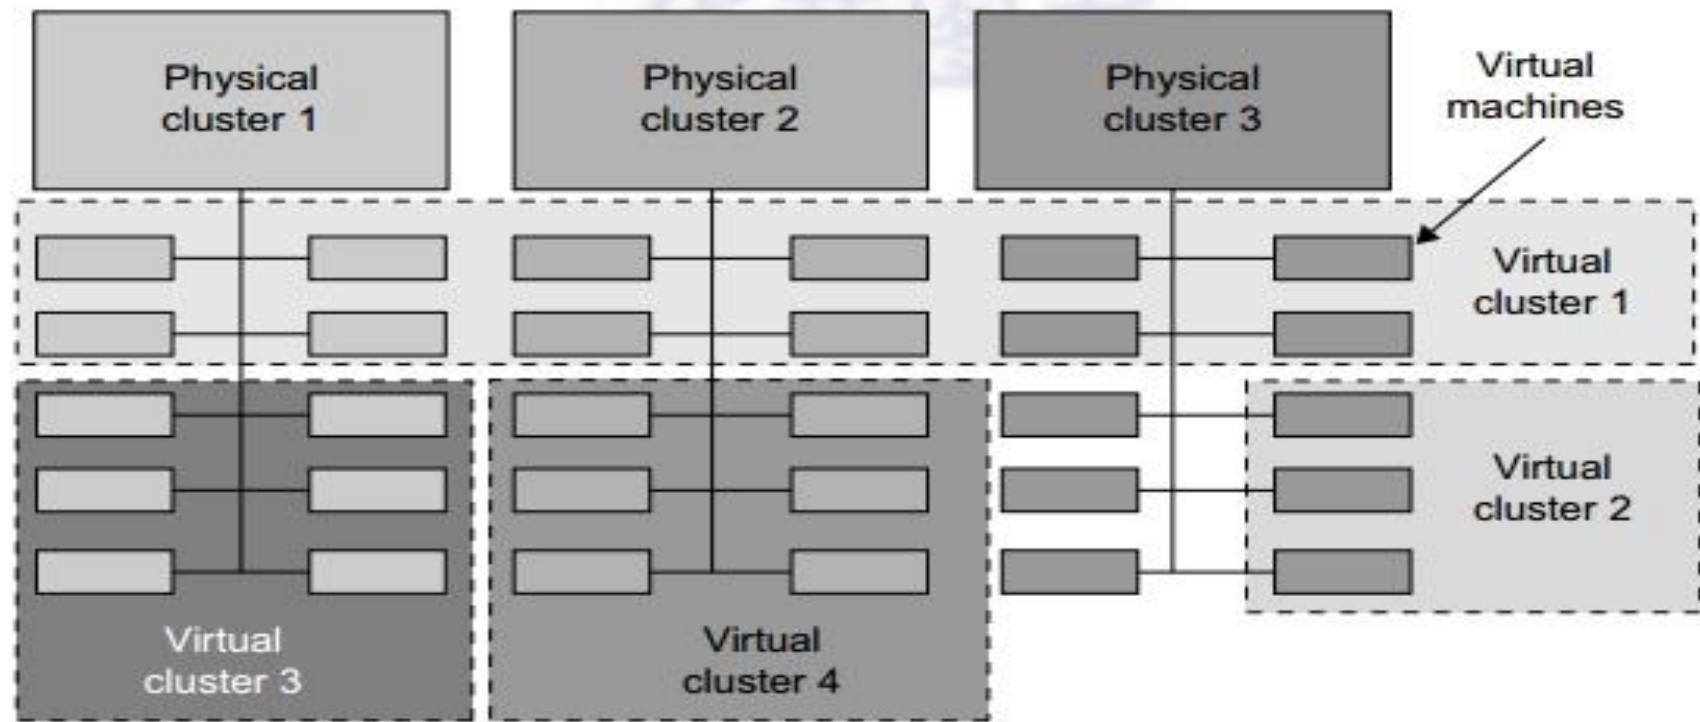 Physical
cluster 1
Physical
cluster 2
Physical
cluster 3
Virtual
machines
Virtual
cluster 1
Virtual
cluster 2
Virtual
cluster 3
Virtual
cluster 4